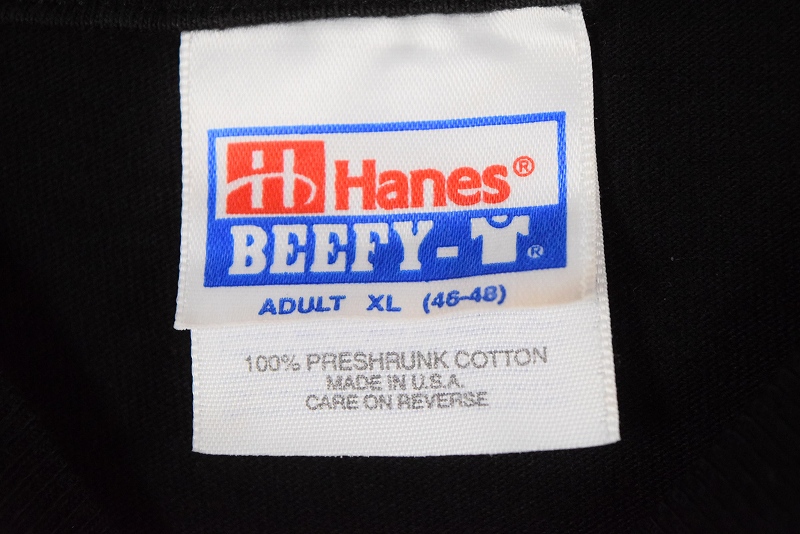 Hanes®
BEEFY-T®
ADULT XL (46-48)
100% PRESHRUNK COTTON
MADE IN U.S.A.
CARE ON REVERSE